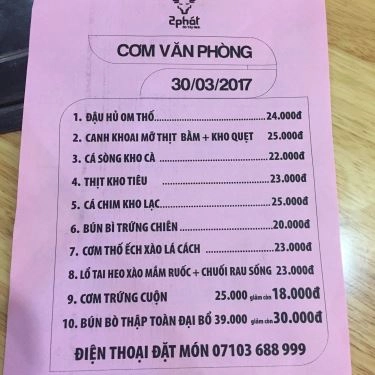 2phát
CƠM VĂN PHÒNG
30/03/2017
1. ĐẬU HỦ OM THỐ.......................24.000đ
2. CANH KHOAI MỠ THỊT BẰM + KHO QUẸT 25.000đ
3. CÁ SÒNG KHO CÀ.......................22.000đ
4. THỊT KHO TIÊU.......................23.000đ
5. CÁ CHIM KHO LẠC.......................25.000đ
6. BÚN BÌ TRỨNG CHIÊN.......................20.000đ
7. CƠM THỐ ẾCH XÀO LÁ CÁCH.................23.000đ
8. LỔ TAI HEO XÀO MẮM RUỐC + CHUỐI RAU SỐNG 23.000đ
9. CƠM TRỨNG CUỘN 25.000 giảm còn 18.000đ
10. BÚN BÒ THẬP TOÀN ĐẠI BỔ 39.000 giảm còn 30.000đ
ĐIỆN THOẠI ĐẶT MÓN 07103 688 999